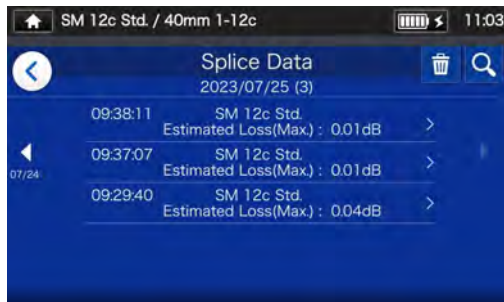 SM 12c Std. / 40mm 1-12c
11:03
Splice Data
2023/07/25 (3)
09:38:11 SM 12c Std.
Estimated Loss(Max.) : 0.01dB
09:37:07 SM 12c Std.
Estimated Loss(Max.) : 0.01dB
07/24
09:29:40 SM 12c Std.
Estimated Loss(Max.) : 0.04dB